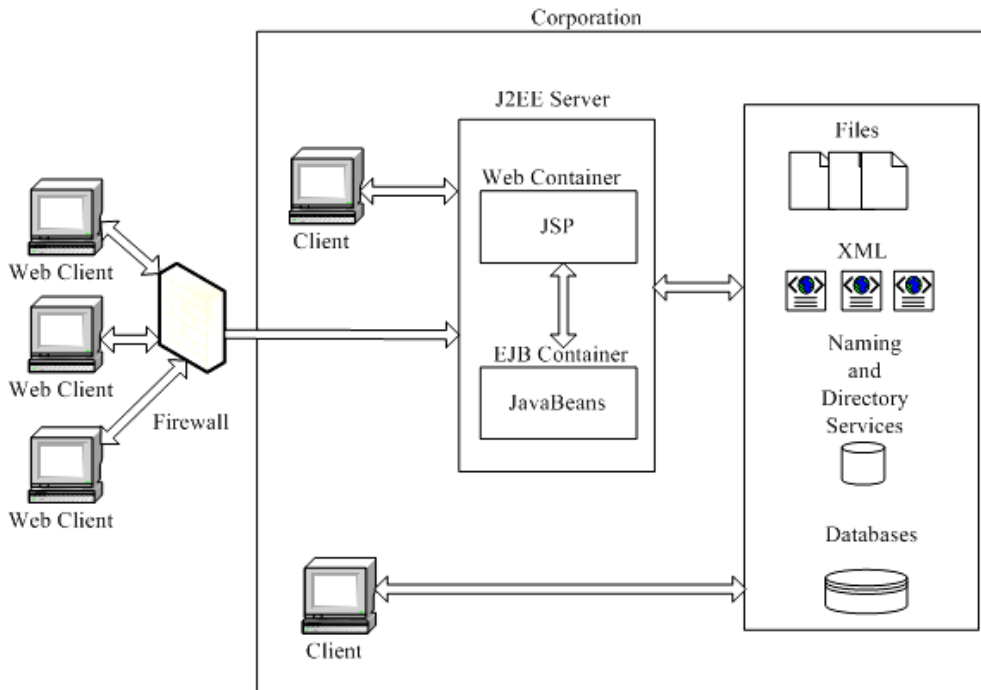 Corporation
J2EE Server
Files
Web Container
JSP
Client
Web Client
XML
Web Client
Naming
and
Directory
Services
EJB Container
JavaBeans
Firewall
Web Client
Databases
Client